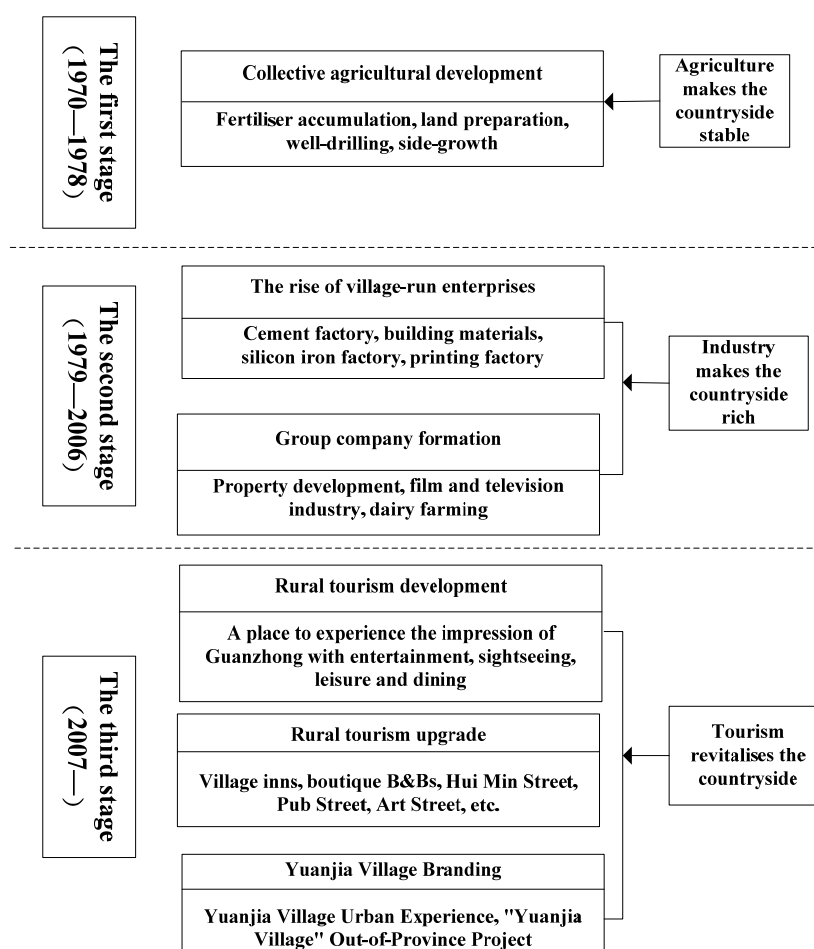 The first stage
(1970—1978)
Collective agricultural development
Fertiliser accumulation, land preparation,
well-drilling, side-growth
Agriculture
makes the
countryside
stable
The second stage
(1979—2006)
The rise of village-run enterprises
Cement factory, building materials,
silicon iron factory, printing factory
Group company formation
Property development, film and television
industry, dairy farming
Industry
makes the
countryside
rich
The third stage
(2007—)
Rural tourism development
A place to experience the impression of
Guanzhong with entertainment, sightseeing,
leisure and dining
Rural tourism upgrade
Village inns, boutique B&Bs, Hui Min Street,
Pub Street, Art Street, etc.
Yuanjia Village Branding
Yuanjia Village Urban Experience, "Yuanjia
Village" Out-of-Province Project
Tourism
revitalises the
countryside